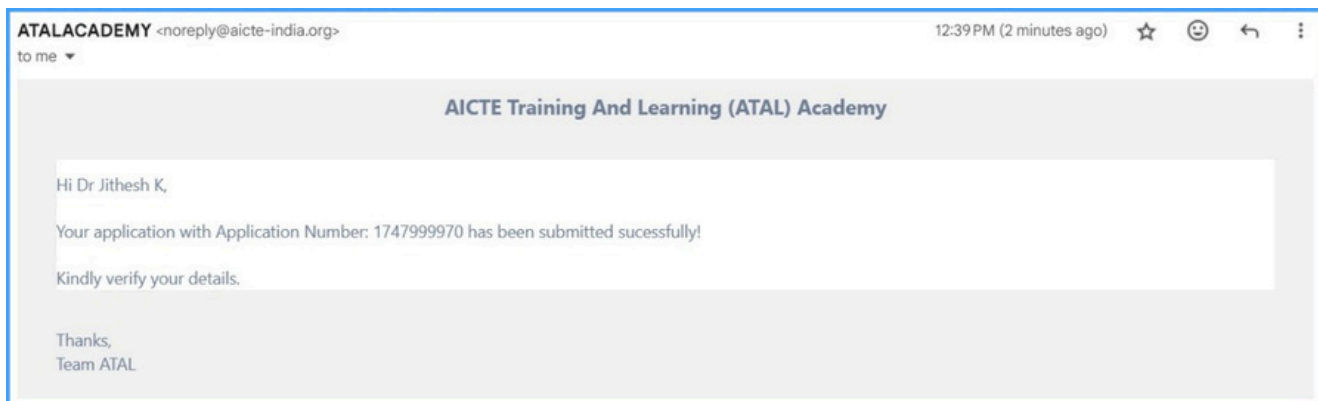 ATALACADEMY <noreply@aicte-india.org>
12:39 PM (2 minutes ago)
to me
AICTE Training And Learning (ATAL) Academy
Hi Dr Jithesh K,
Your application with Application Number: 1747999970 has been submitted sucessfully!
Kindly verify your details.
Thanks,
Team ATAL